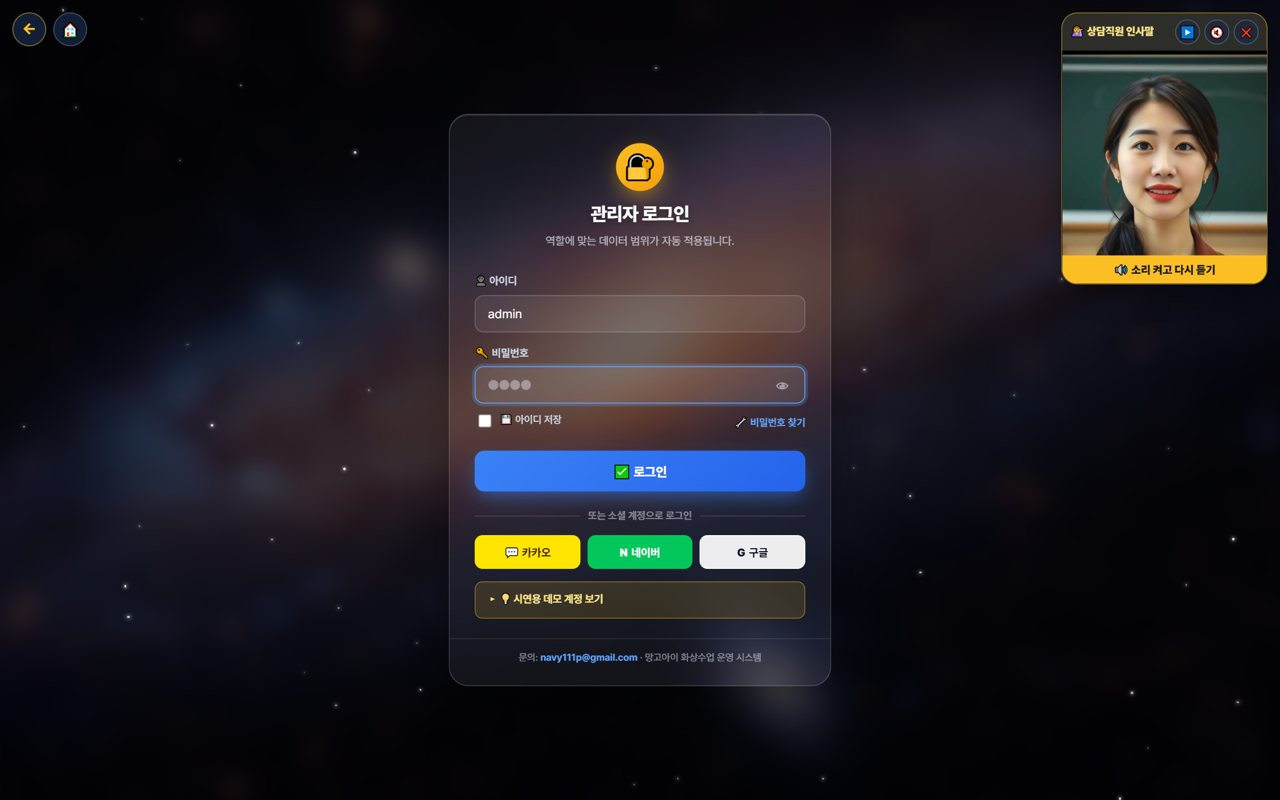 상담직원 인사말
소리 켜고 다시 듣기
관리자 로그인
역할에 맞는 데이터 범위가 자동 적용됩니다.
아이디
admin
비밀번호
아이디 저장
비밀번호 찾기
로그인
또는 소셜 계정으로 로그인
카카오
N 네이버
G 구글
시연용 데모 계정 보기
문의: navy111p@gmail.com · 망고아이 화상수업 운영 시스템